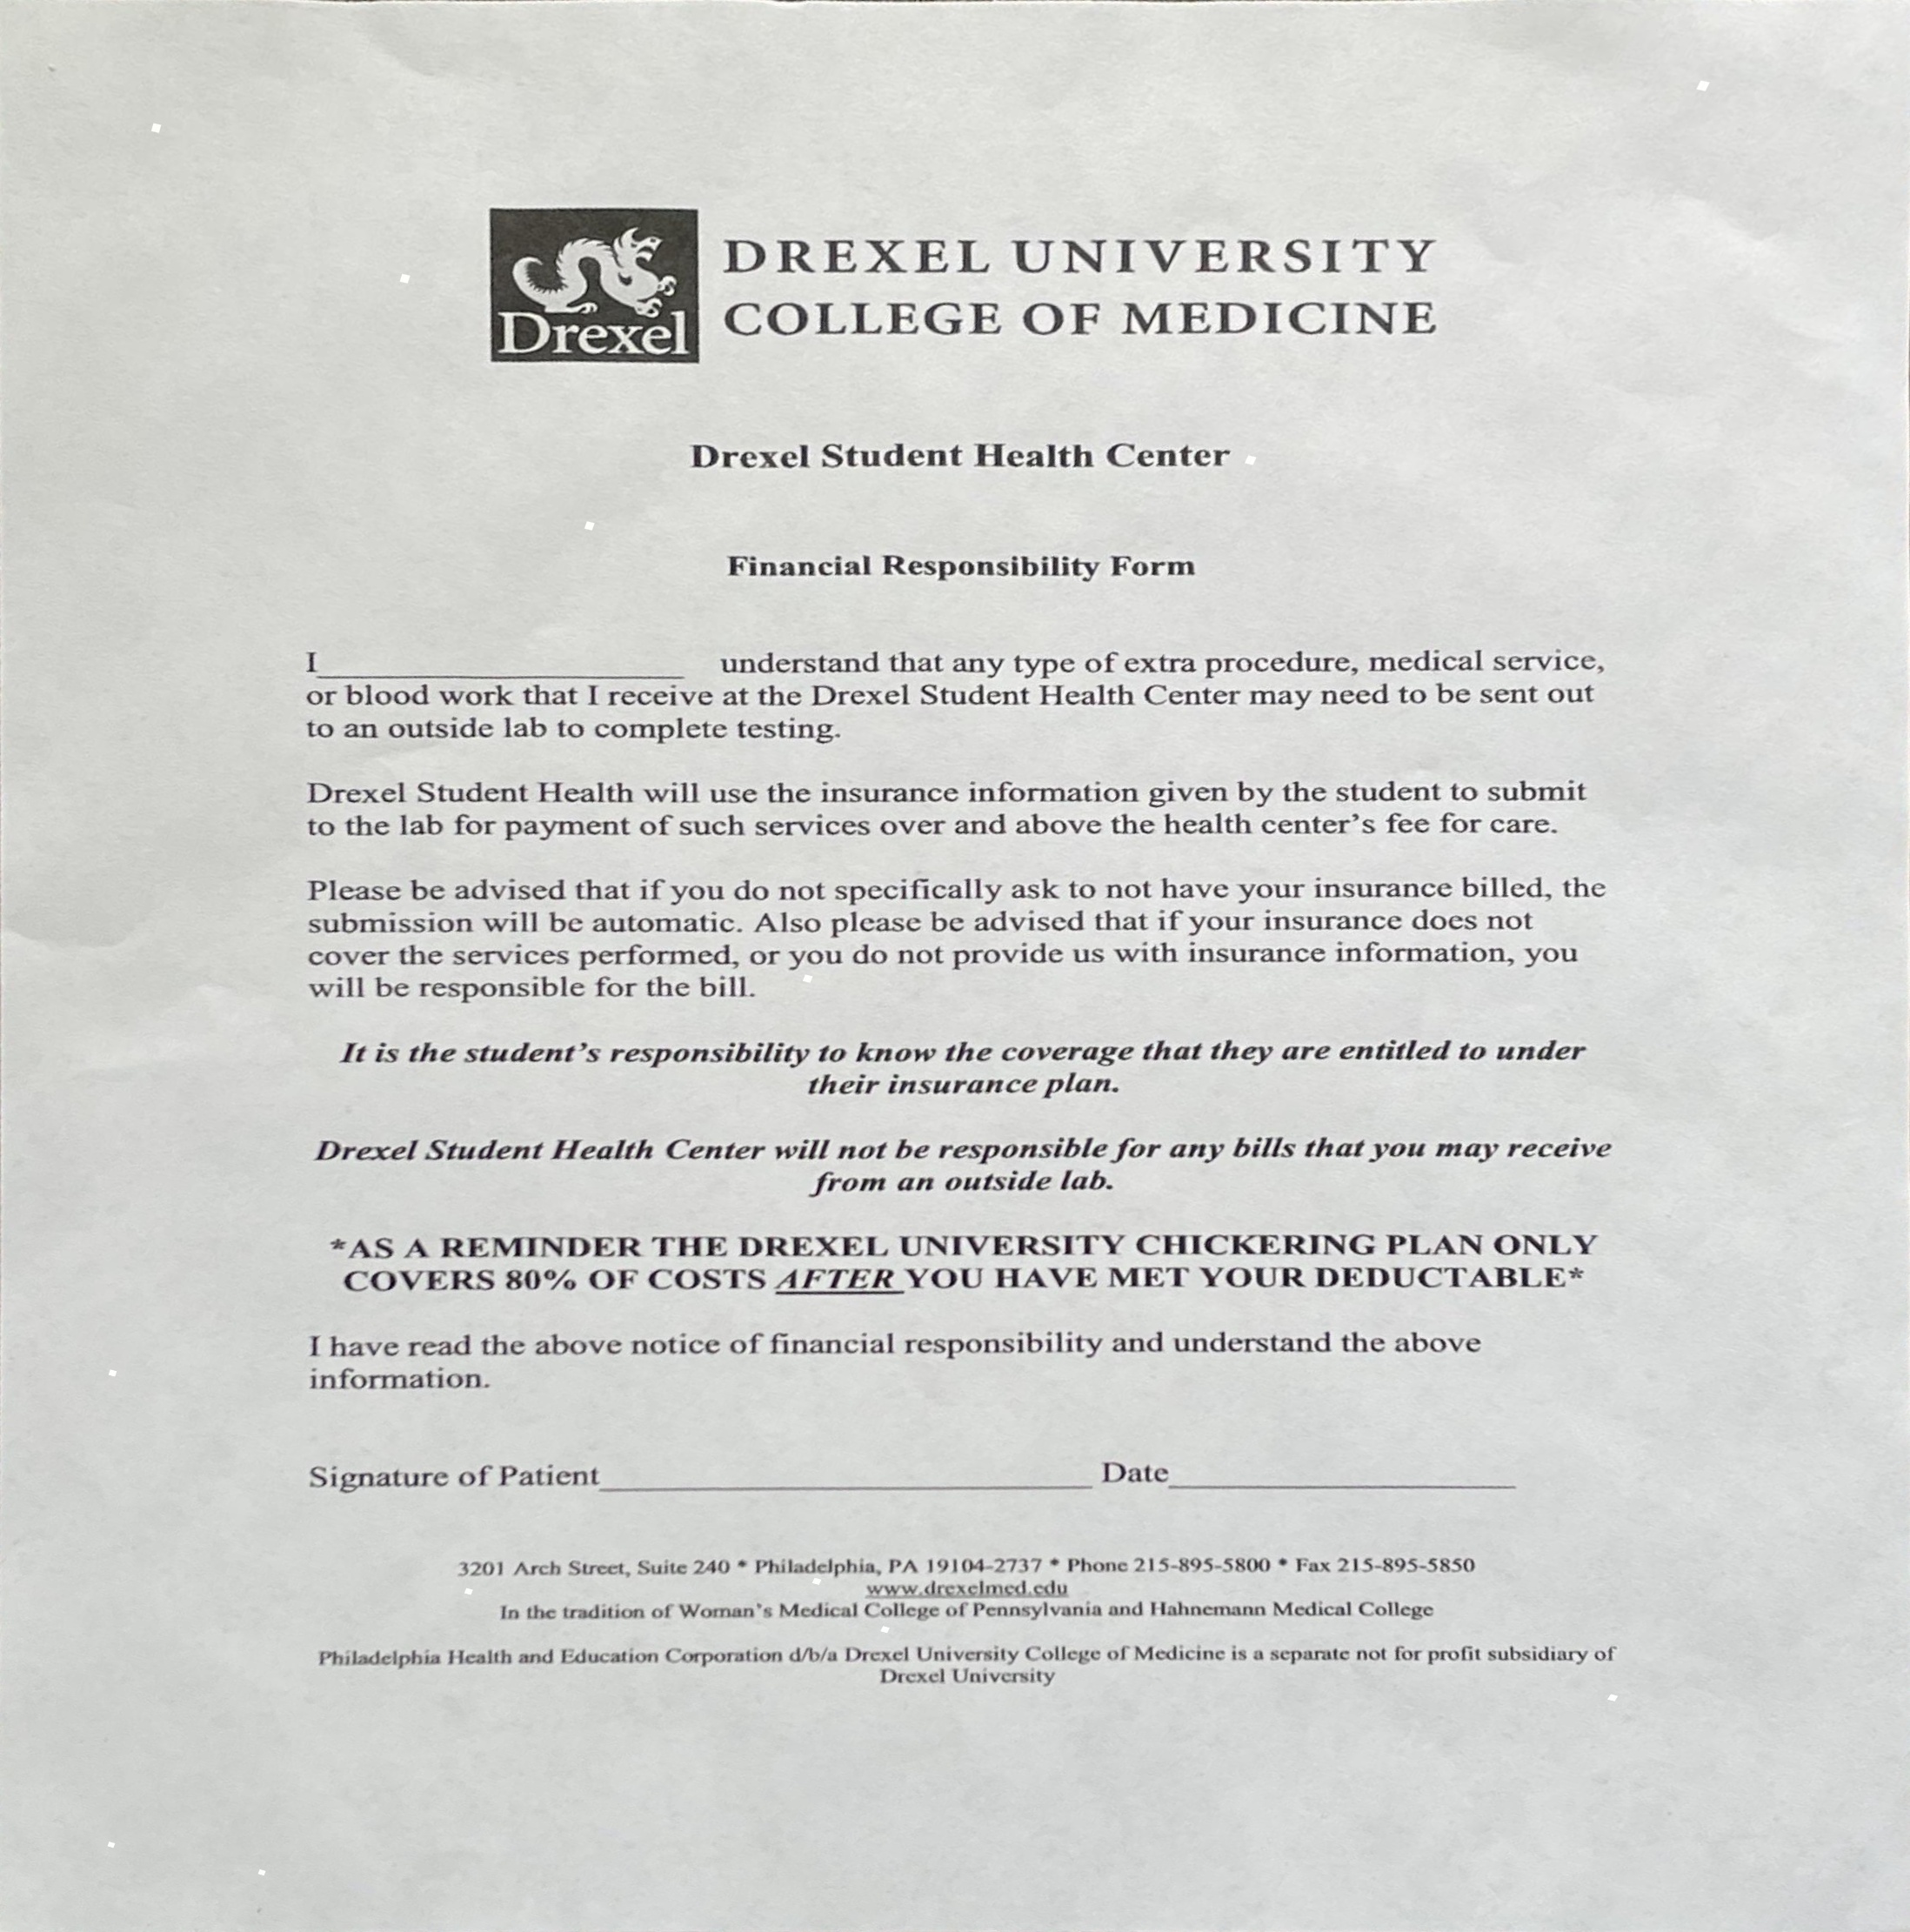 Drexel
DREXEL UNIVERSITY
COLLEGE OF MEDICINE
Drexel Student Health Center
Financial Responsibility Form
I______________________ understand that any type of extra procedure, medical service,
or blood work that I receive at the Drexel Student Health Center may need to be sent out
to an outside lab to complete testing.
Drexel Student Health will use the insurance information given by the student to submit
to the lab for payment of such services over and above the health center's fee for care.
Please be advised that if you do not specifically ask to not have your insurance billed, the
submission will be automatic. Also please be advised that if your insurance does not
cover the services performed, or you do not provide us with insurance information, you
will be responsible for the bill.
It is the student's responsibility to know the coverage that they are entitled to under
their insurance plan.
Drexel Student Health Center will not be responsible for any bills that you may receive
from an outside lab.
*AS A REMINDER THE DREXEL UNIVERSITY CHICKERING PLAN ONLY
COVERS 80% OF COSTS AFTER YOU HAVE MET YOUR DEDUCTABLE*
I have read the above notice of financial responsibility and understand the above
information.
Signature of Patient______________________________ Date_____________________
3201 Arch Street, Suite 240 * Philadelphia, PA 19104-2737 * Phone 215-895-5800 * Fax 215-895-5850
www.drexelmed.edu
In the tradition of Woman's Medical College of Pennsylvania and Hahnemann Medical College
Philadelphia Health and Education Corporation d/b/a Drexel University College of Medicine is a separate not for profit subsidiary of
Drexel University